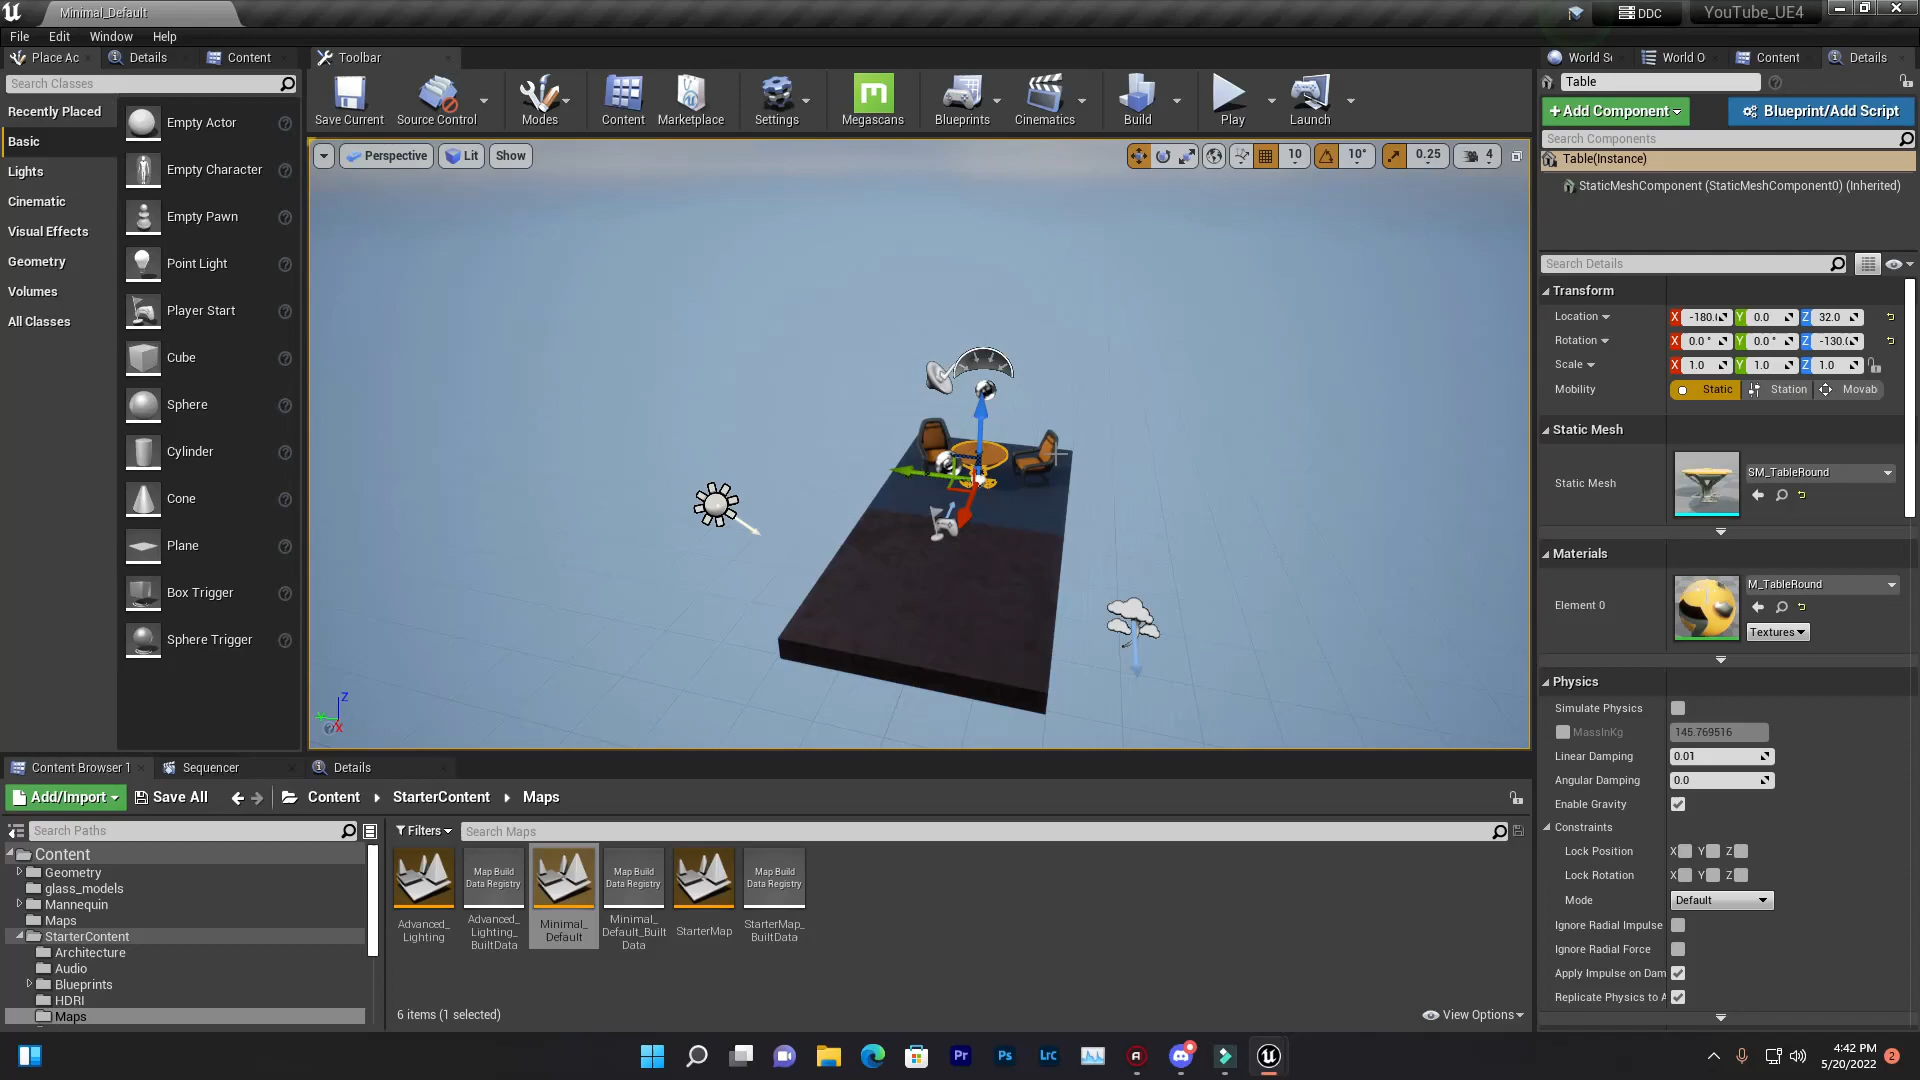 Minimal_Default
DDC
YouTube_UE4
File
Edit
Window
Help
Place Ac
Details
Content
Toolbar
World Se
World O
Content
Details
Search Classes
Recently Placed
Basic
Lights
Cinematic
Visual Effects
Geometry
Volumes
All Classes
Empty Actor
Empty Character
Empty Pawn
Point Light
Player Start
Cube
Sphere
Cylinder
Cone
Plane
Box Trigger
Sphere Trigger
Save Current
Source Control
Modes
Content
Marketplace
Settings
Megascans
Blueprints
Cinematics
Build
Play
Launch
Perspective
Lit
Show
10
10°
0.25
4
Z
X
Table
+Add Component
Blueprint/Add Script
Search Components
Table(Instance)
StaticMeshComponent (StaticMeshComponent0) (Inherited)
Search Details
Transform
Location
X -180.( Y 0.0 Z 32.0
Rotation
X 0.0 ° Y 0.0 ° Z -130.(
Scale
X 1.0 Y 1.0 Z 1.0
Mobility
Static
Station
Movab
Static Mesh
Static Mesh
SM_TableRound
Materials
Element 0
M_TableRound
Textures
Physics
Simulate Physics
MassInKg
145.769516
Linear Damping
0.01
Angular Damping
0.0
Enable Gravity
Constraints
Lock Position
X Y Z
Lock Rotation
X Y Z
Mode
Default
Ignore Radial Impulse
Ignore Radial Force
Apply Impulse on Dam
Replicate Physics to A
Content Browser 1
Sequencer
Details
Add/Import
Save All
Content
StarterContent
Maps
Search Paths
Filters
Search Maps
Content
Geometry
glass_models
Mannequin
Maps
StarterContent
Architecture
Audio
Blueprints
HDRI
Maps
Map Build
Data Registry
Map Build
Data Registry
Map Build
Data Registry
Advanced_
Lighting
Advanced_
Lighting_
BuiltData
Minimal_
Default
Minimal_
Default_Built
Data
StarterMap
StarterMap_
BuiltData
6 items (1 selected)
View Options
Pr
Ps
LrC
4:42 PM
5/20/2022
2